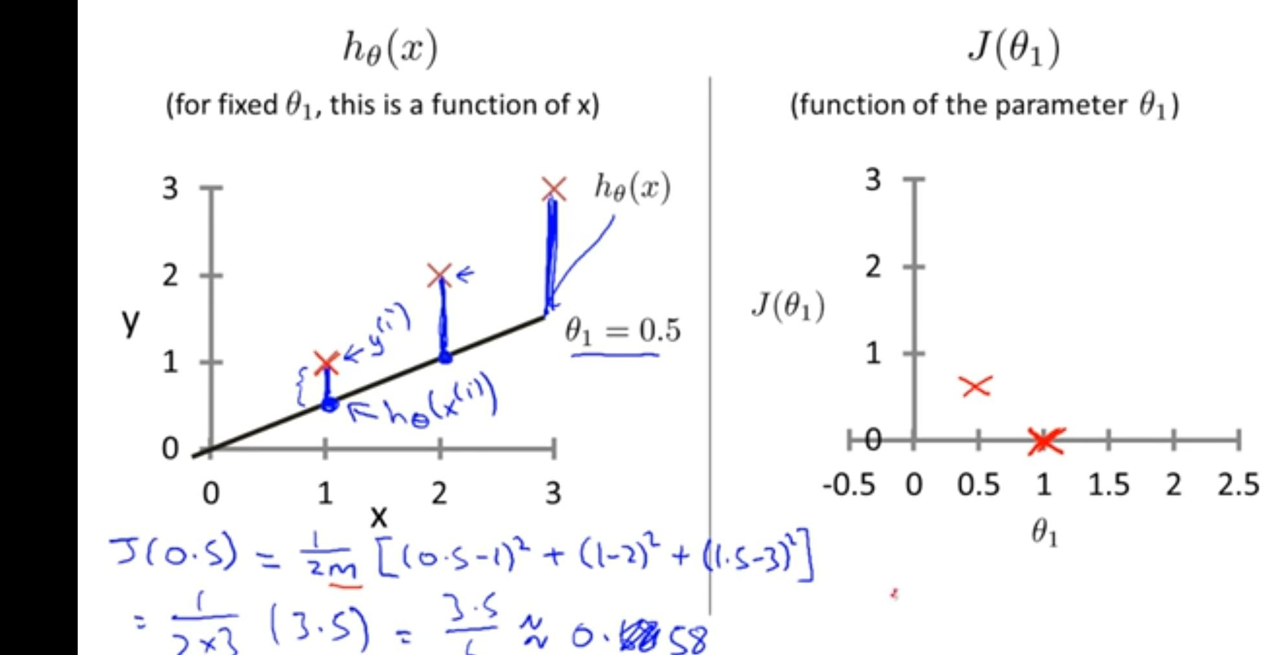 hθ(x)
(for fixed θ₁, this is a function of x)
3
hθ(x)
2
y
y⁽ⁱ⁾
θ₁ = 0.5
1
hθ(x⁽ⁱ⁾)
0
0 1 2 3
x
J(θ₁)
(function of the parameter θ₁)
3
2
J(θ₁)
1
0
-0.5 0 0.5 1 1.5 2 2.5
θ₁
J(0.5) = 1/2m [(0.5-1)² + (1-2)² + (1.5-3)²]
= 1/2×3 (3.5) = 3.5/6 ≈ 0.58